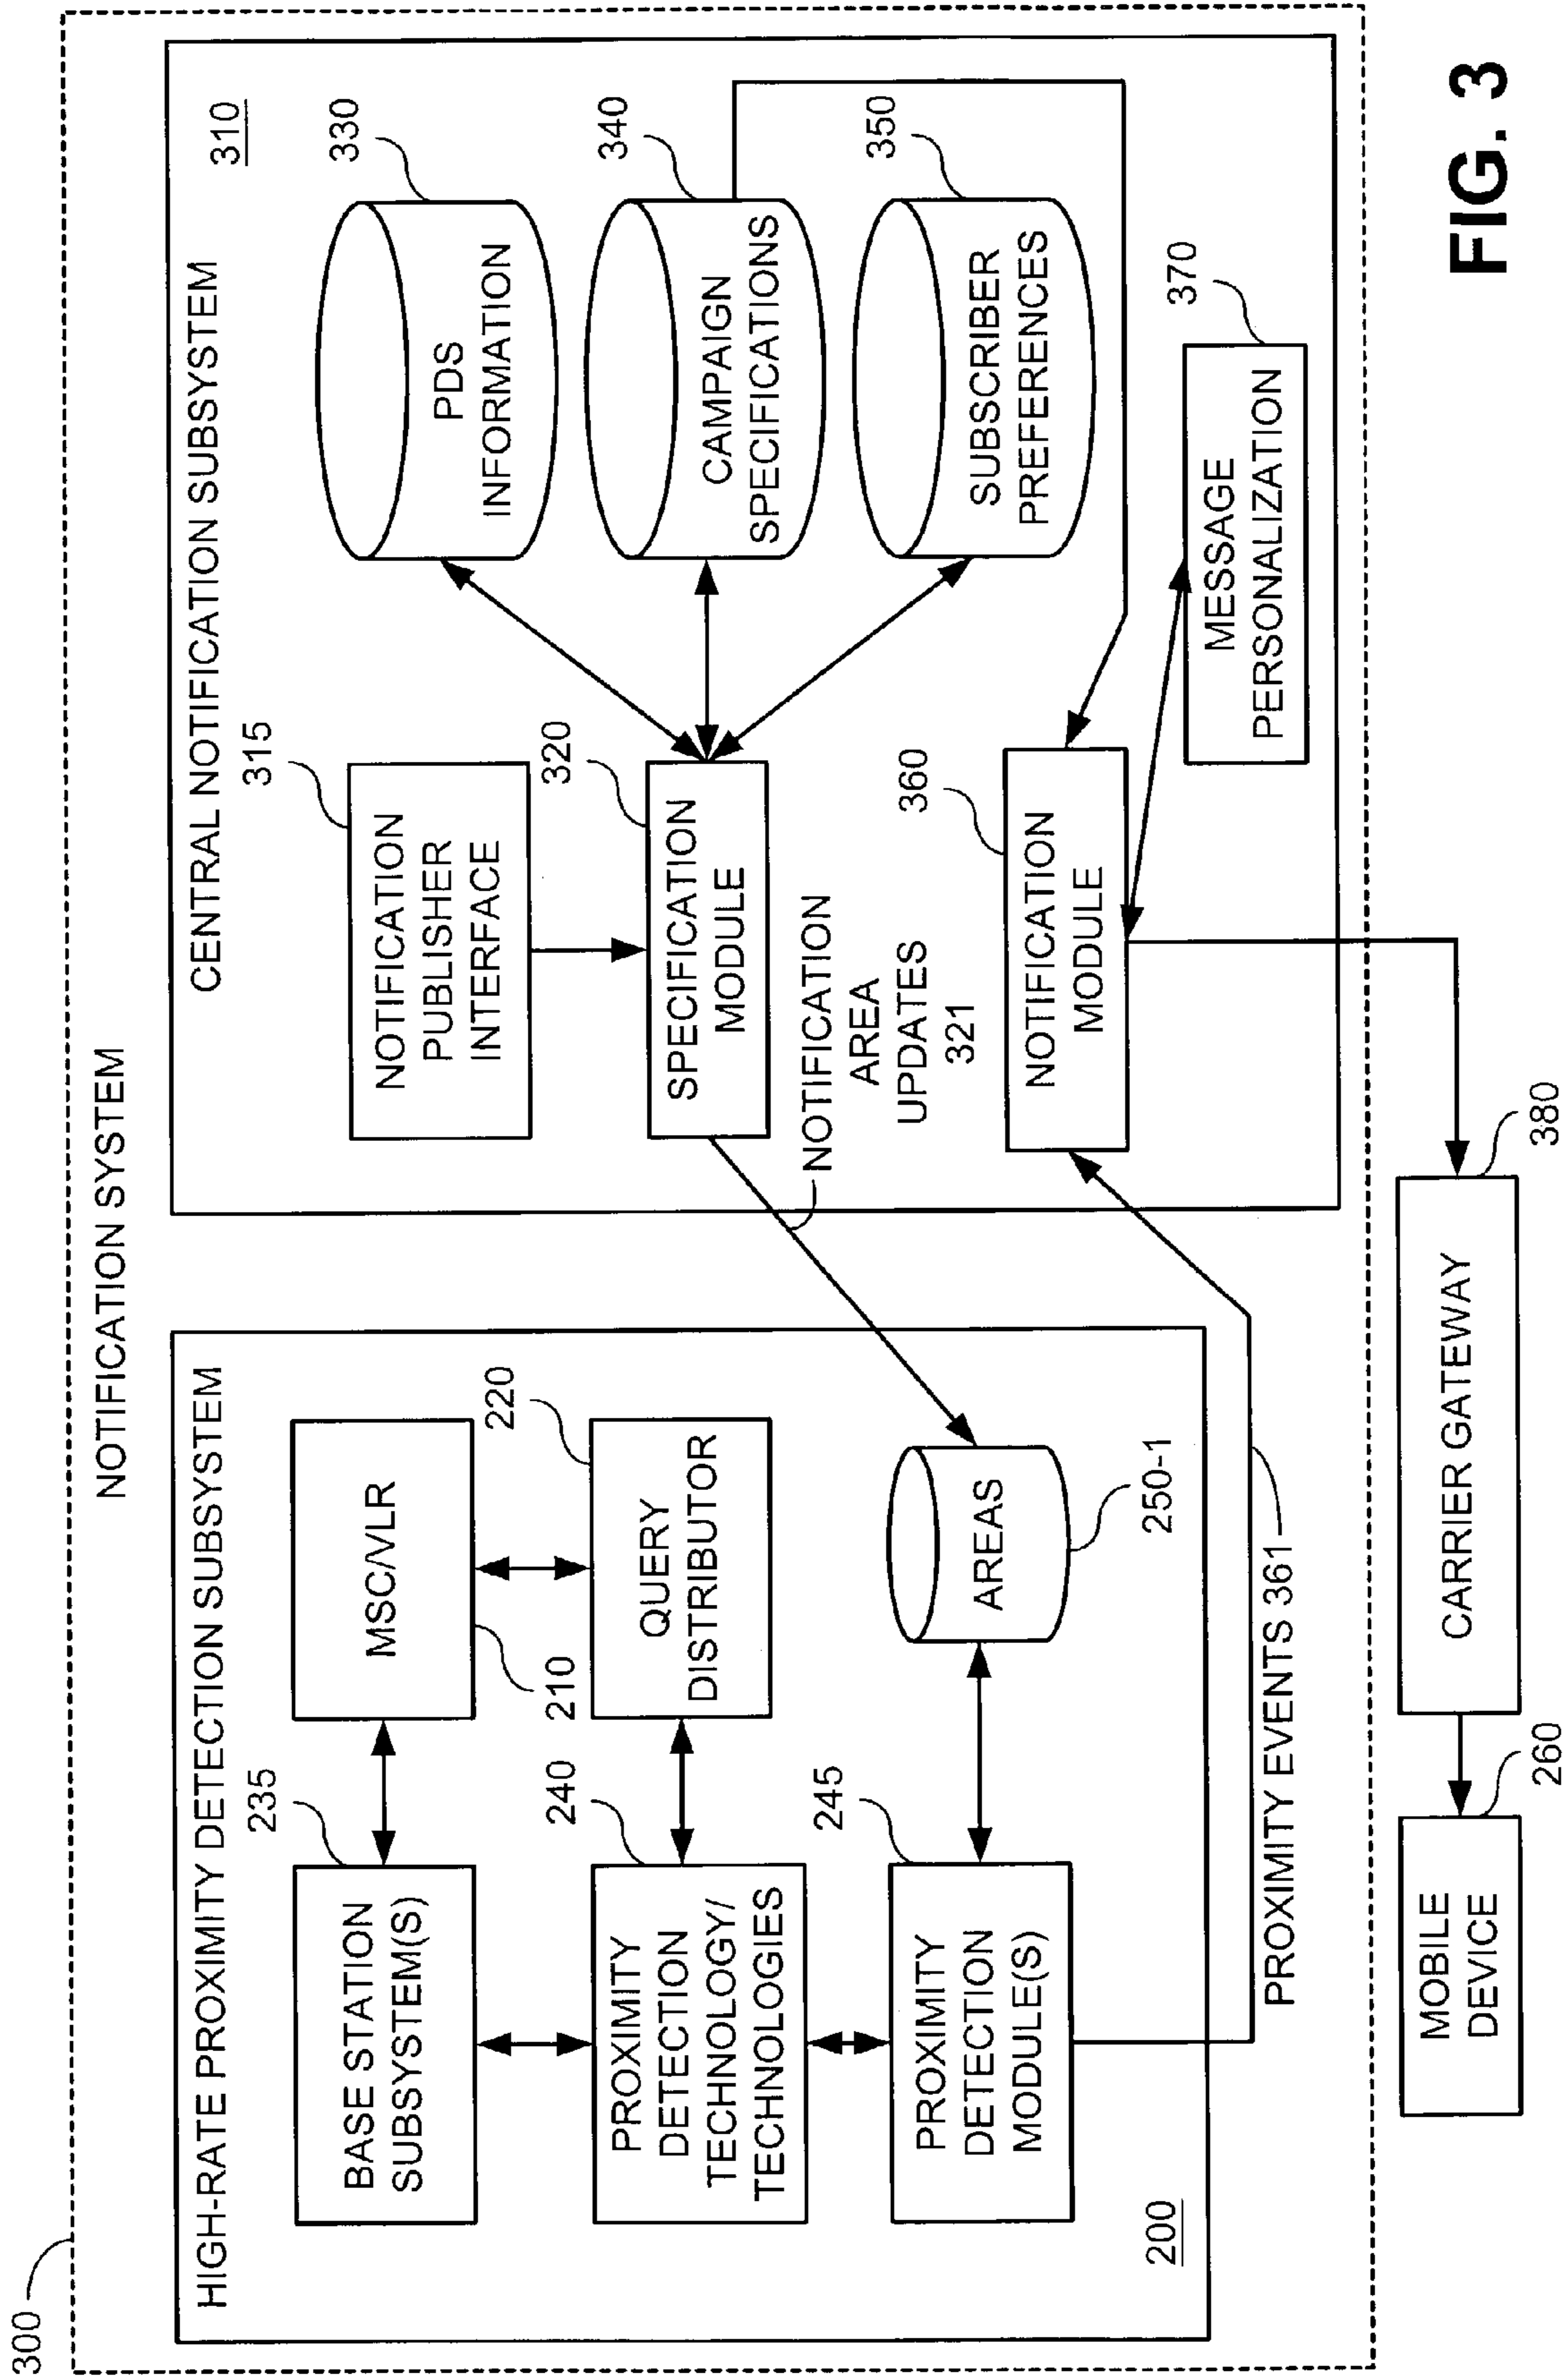 300
NOTIFICATION SYSTEM
HIGH-RATE PROXIMITY DETECTION SUBSYSTEM
235
BASE STATION
SUBSYSTEM(S)
MSC/VLR
210
220
240
PROXIMITY
DETECTION
TECHNOLOGY/
TECHNOLOGIES
QUERY
DISTRIBUTOR
245
PROXIMITY
DETECTION
MODULE(S)
AREAS
250-1
200
PROXIMITY EVENTS 361
CENTRAL NOTIFICATION SUBSYSTEM
310
315
NOTIFICATION
PUBLISHER
INTERFACE
330
PDS
INFORMATION
320
SPECIFICATION
MODULE
340
CAMPAIGN
SPECIFICATIONS
NOTIFICATION
AREA
UPDATES
321
350
SUBSCRIBER
PREFERENCES
360
NOTIFICATION
MODULE
370
MESSAGE
PERSONALIZATION
MOBILE
DEVICE
260
CARRIER GATEWAY
380
FIG. 3